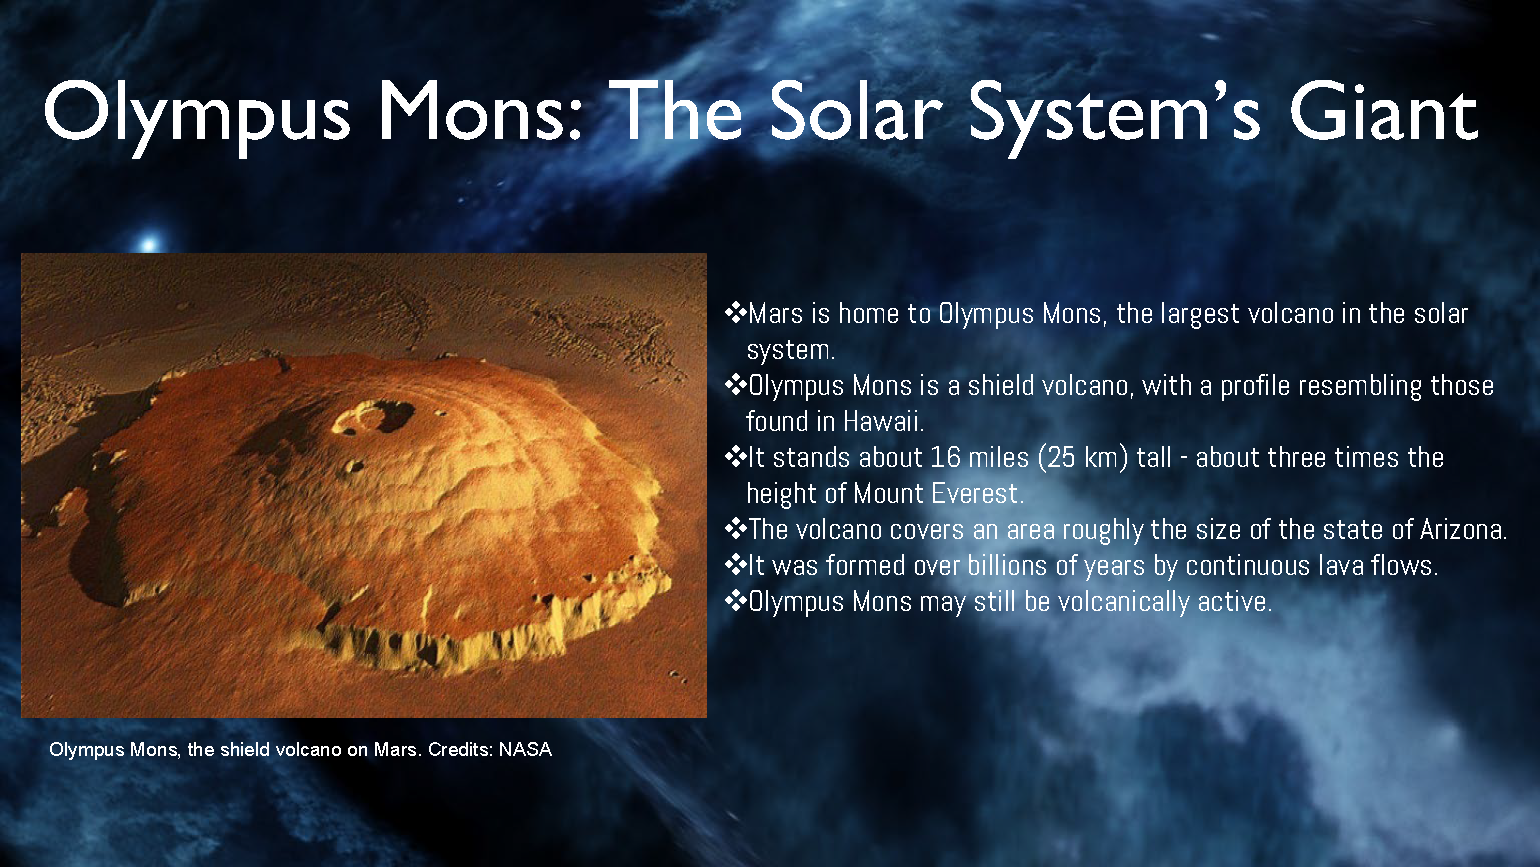 Olympus Mons: The Solar System’s Giant
❖Mars is home to Olympus Mons, the largest volcano in the solar
system.
❖Olympus Mons is a shield volcano, with a profile resembling those
found in Hawaii.
❖It stands about 16 miles (25 km) tall - about three times the
height of Mount Everest.
❖The volcano covers an area roughly the size of the state of Arizona.
❖It was formed over billions of years by continuous lava flows.
❖Olympus Mons may still be volcanically active.
Olympus Mons, the shield volcano on Mars. Credits: NASA